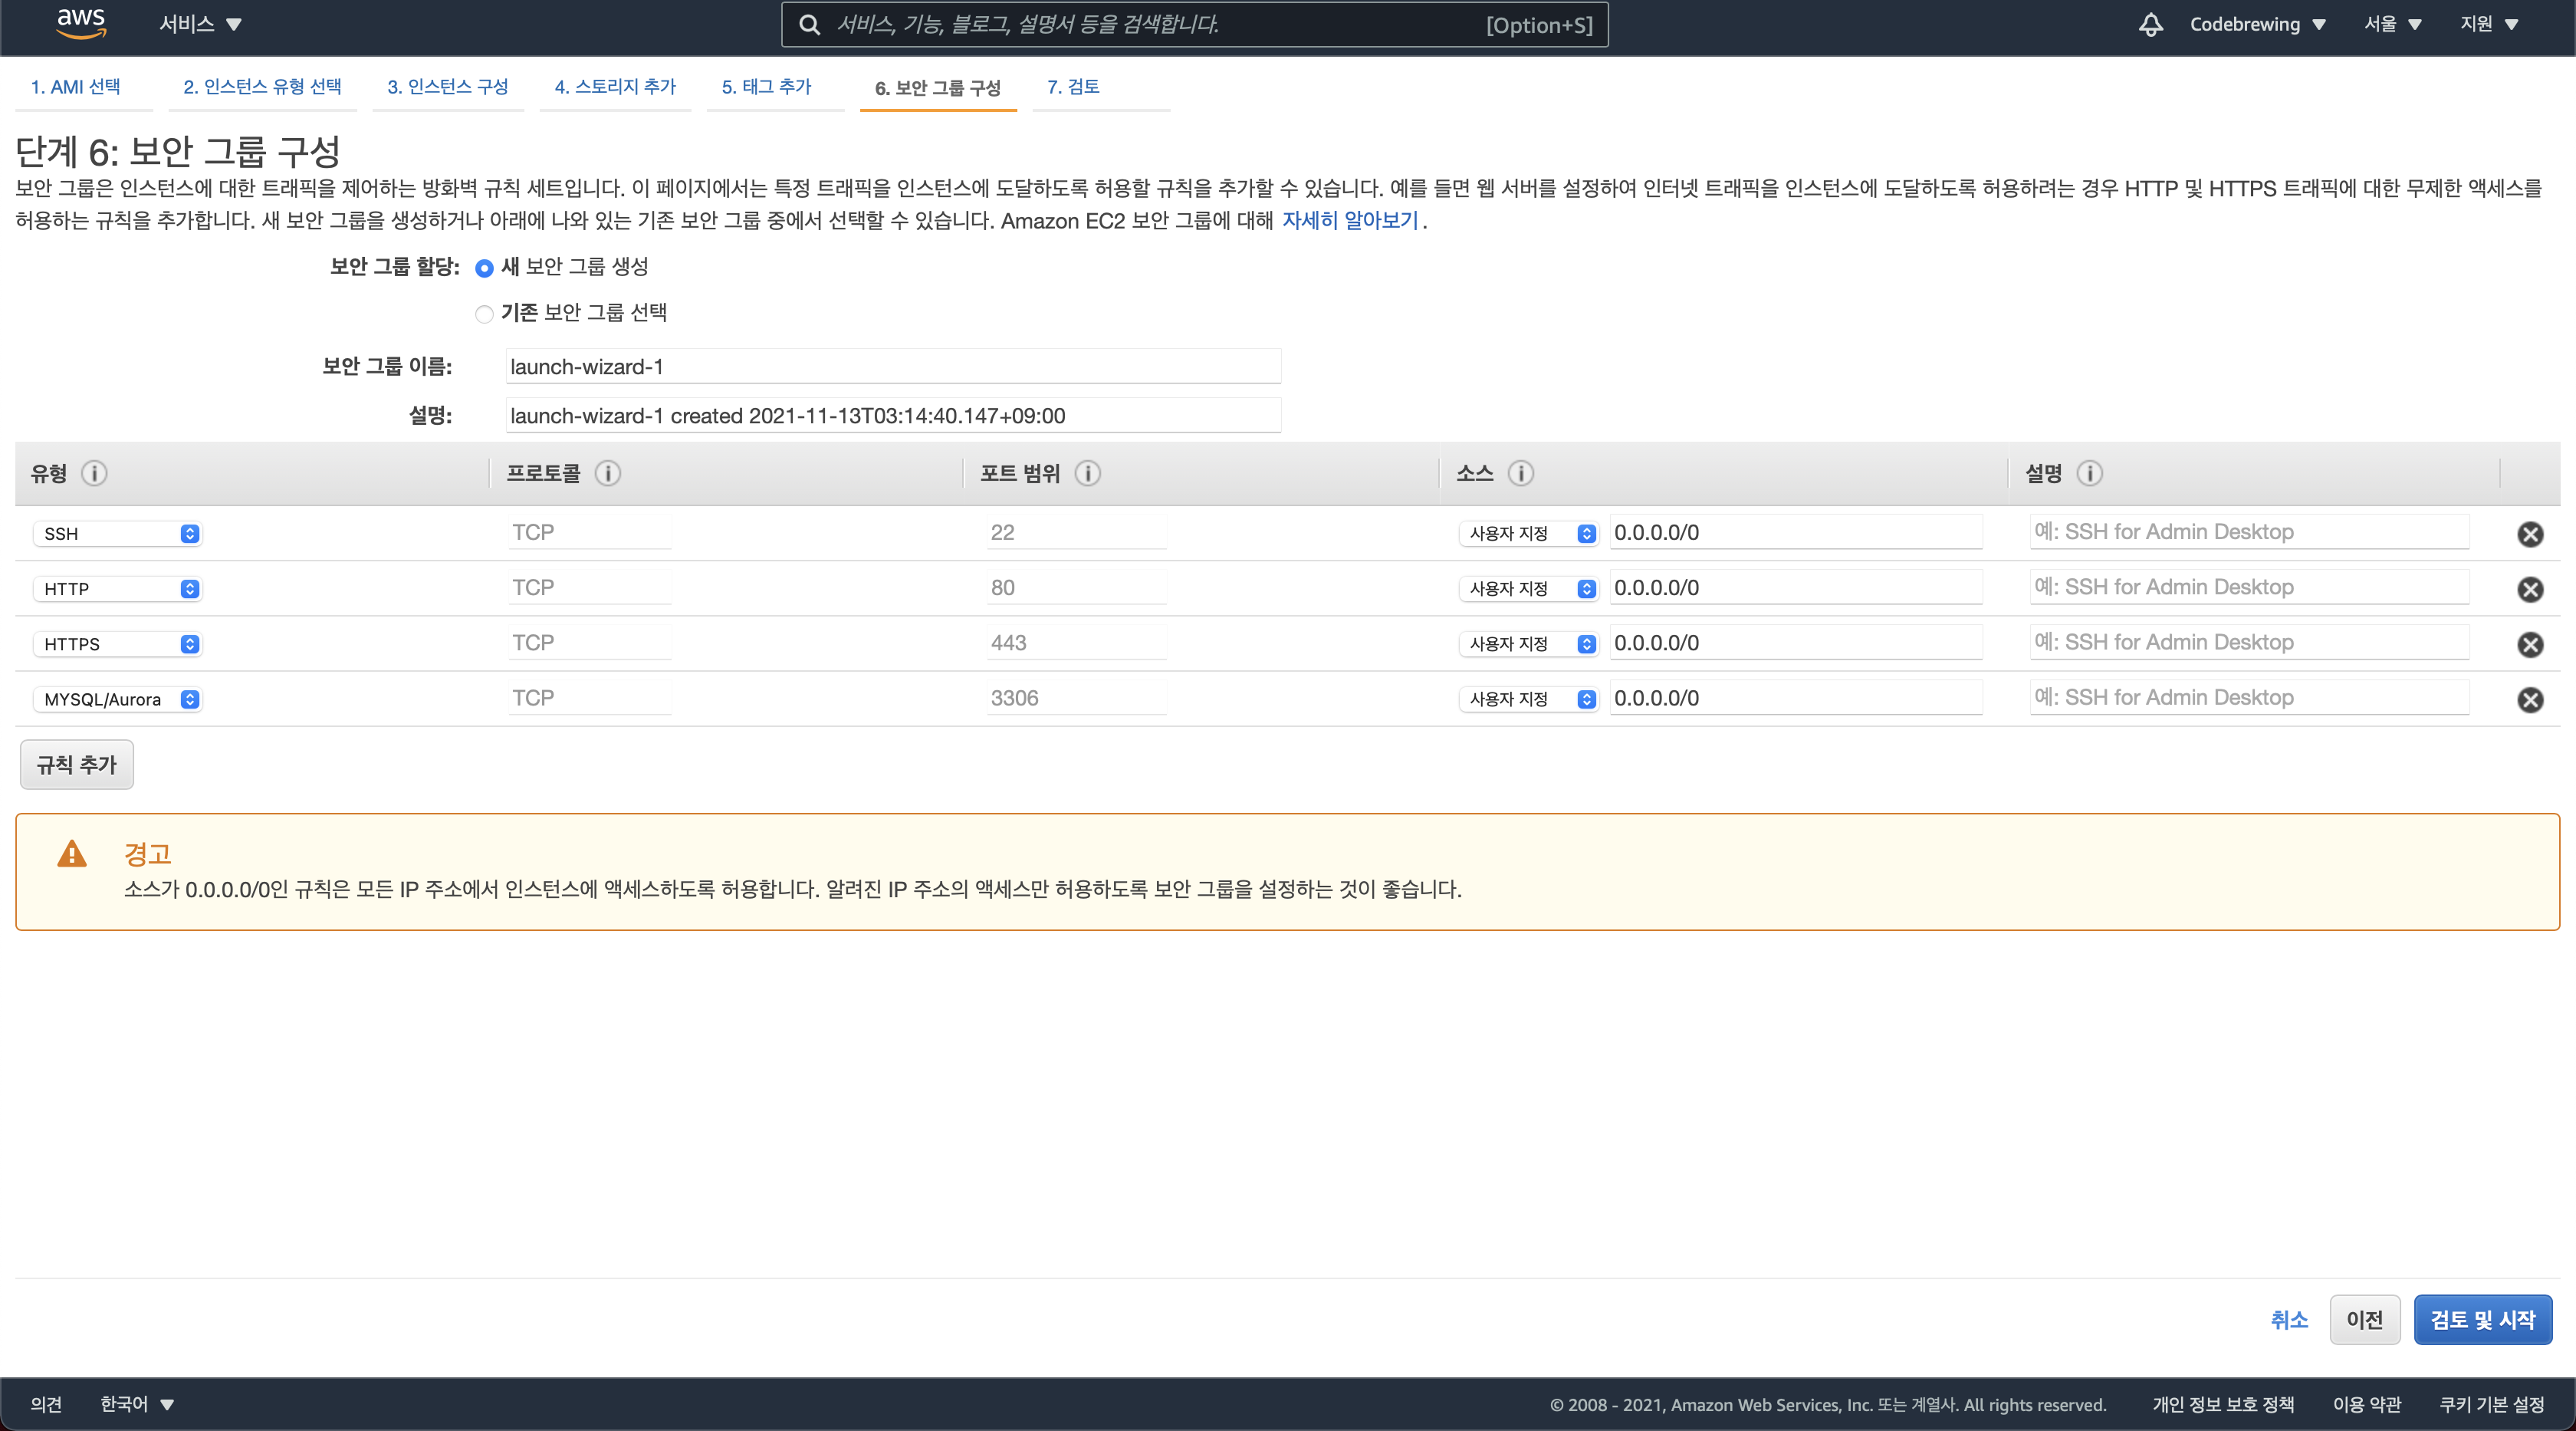 aws 서비스 서비스, 기능, 블로그, 설명서 등을 검색합니다. [Option+S] Codebrewing 서울 지원
1. AMI 선택 2. 인스턴스 유형 선택 3. 인스턴스 구성 4. 스토리지 추가 5. 태그 추가 6. 보안 그룹 구성 7. 검토
단계 6: 보안 그룹 구성
보안 그룹은 인스턴스에 대한 트래픽을 제어하는 방화벽 규칙 세트입니다. 이 페이지에서는 특정 트래픽을 인스턴스에 도달하도록 허용할 규칙을 추가할 수 있습니다. 예를 들면 웹 서버를 설정하여 인터넷 트래픽을 인스턴스에 도달하도록 허용하려는 경우 HTTP 및 HTTPS 트래픽에 대한 무제한 액세스를
허용하는 규칙을 추가합니다. 새 보안 그룹을 생성하거나 아래에 나와 있는 기존 보안 그룹 중에서 선택할 수 있습니다. Amazon EC2 보안 그룹에 대해 자세히 알아보기.
보안 그룹 할당: 새 보안 그룹 생성
기존 보안 그룹 선택
보안 그룹 이름: launch-wizard-1
설명: launch-wizard-1 created 2021-11-13T03:14:40.147+09:00
유형 프로토콜 포트 범위 소스 설명
SSH TCP 22 사용자 지정 0.0.0.0/0 예: SSH for Admin Desktop
HTTP TCP 80 사용자 지정 0.0.0.0/0 예: SSH for Admin Desktop
HTTPS TCP 443 사용자 지정 0.0.0.0/0 예: SSH for Admin Desktop
MYSQL/Aurora TCP 3306 사용자 지정 0.0.0.0/0 예: SSH for Admin Desktop
규칙 추가
경고
소스가 0.0.0.0/0인 규칙은 모든 IP 주소에서 인스턴스에 액세스하도록 허용합니다. 알려진 IP 주소의 액세스만 허용하도록 보안 그룹을 설정하는 것이 좋습니다.
취소 이전 검토 및 시작
의견 한국어 © 2008 - 2021, Amazon Web Services, Inc. 또는 계열사. All rights reserved. 개인 정보 보호 정책 이용 약관 쿠키 기본 설정